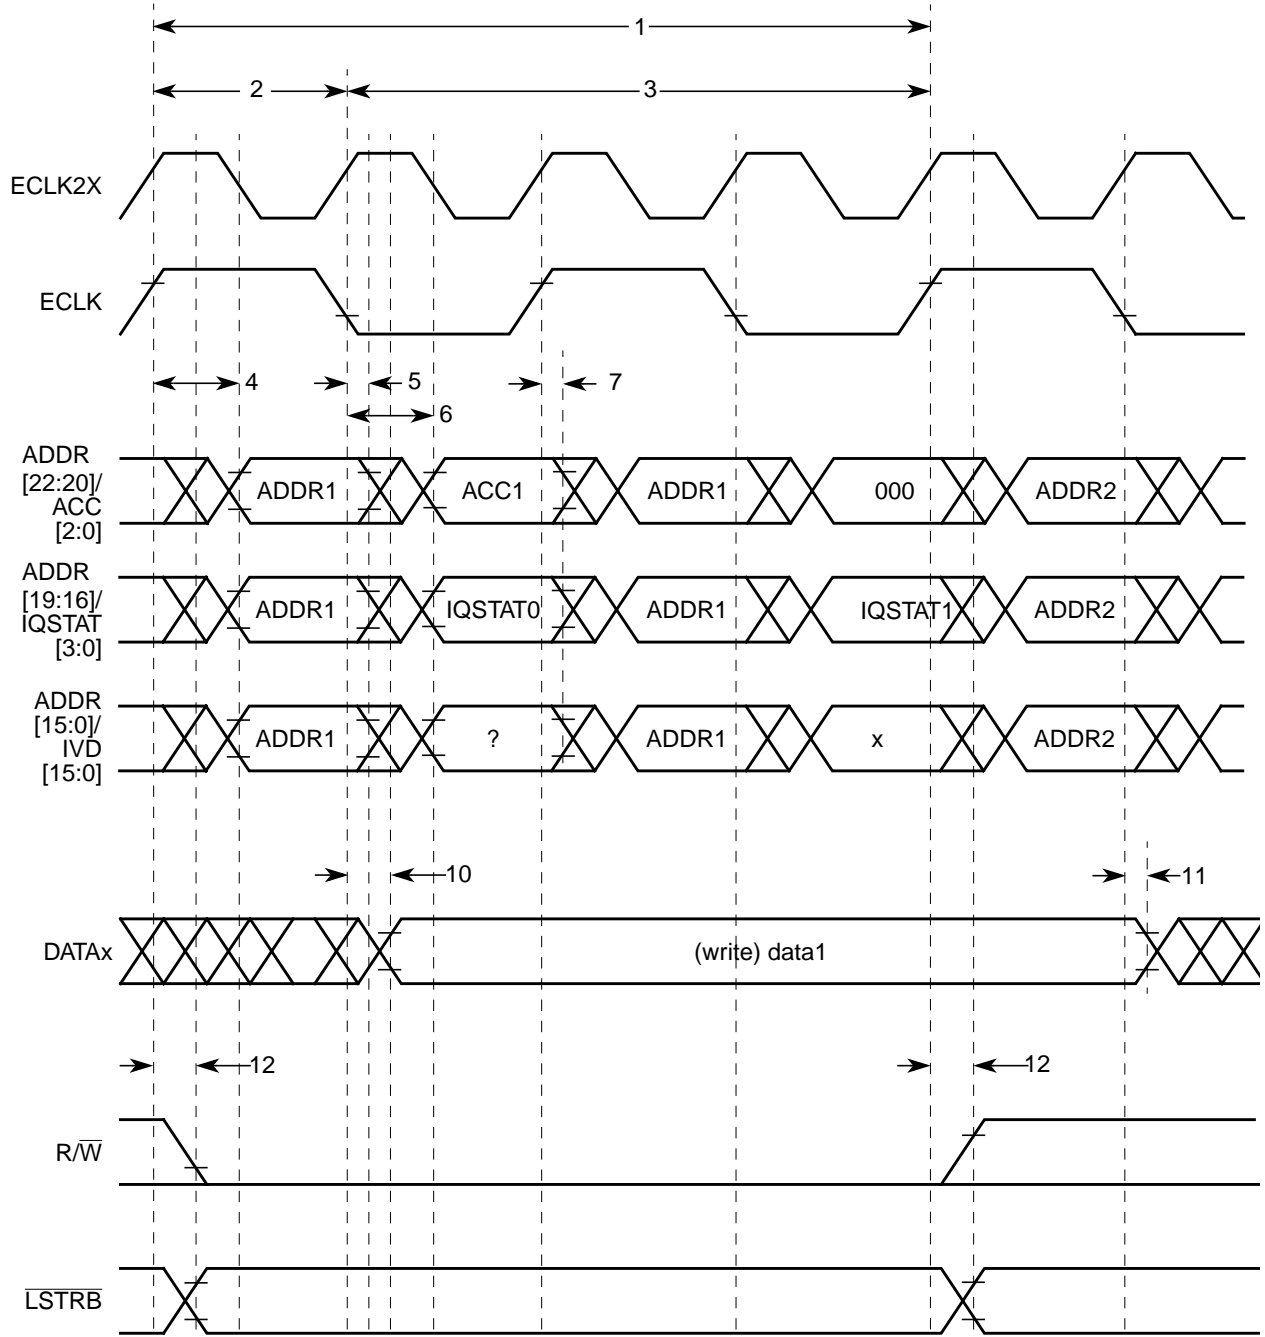 1
2
3
ECLK2X
ECLK
4
5
7
6
ADDR
[22:20]/
ACC
[2:0]
ADDR1
ACC1
ADDR1
000
ADDR2
ADDR
[19:16]/
IQSTAT
[3:0]
ADDR1
IQSTAT0
ADDR1
IQSTAT1
ADDR2
ADDR
[15:0]/
IVD
[15:0]
ADDR1
?
ADDR1
x
ADDR2
10
11
DATAx
(write) data1
12
12
R/W
LSTRB